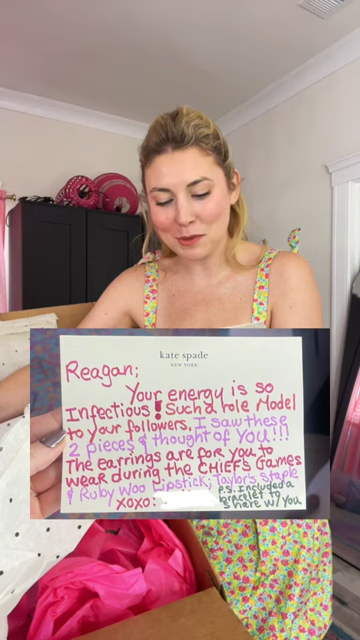 kate spade
NEW YORK
Reagan;
Your energy is so
Infectious! Such a role Model
to your followers. I saw these
2 pieces & thought of YOU!!!
The earrings are for you to
wear during the CHIEFS Games
& Ruby Woo Lipstick; Taylor's Staple
XOXO:
p.s. Included a
bracelet to
share w/ YOU